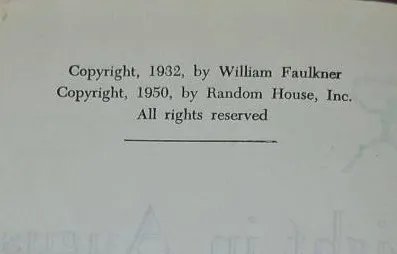 Copyright, 1932, by William Faulkner
Copyright, 1950, by Random House, Inc.
All rights reserved